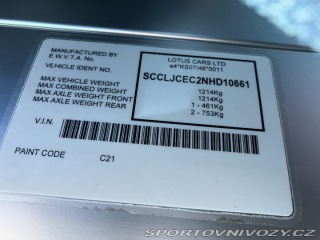 MANUFACTURED BY LOTUS CARS LTD
E.W.V.T.A. No. e4*KS07/46*0011
VEHICLE IDENT NO. SCCLJCEC2NHD10661
MAX VEHICLE WEIGHT 1214Kg
MAX COMBINED WEIGHT 1214Kg
MAX AXLE WEIGHT FRONT 1 - 461Kg
MAX AXLE WEIGHT REAR 2 - 753Kg
V.I.N.
PAINT CODE C21
SPORTOVNIVOZY.CZ